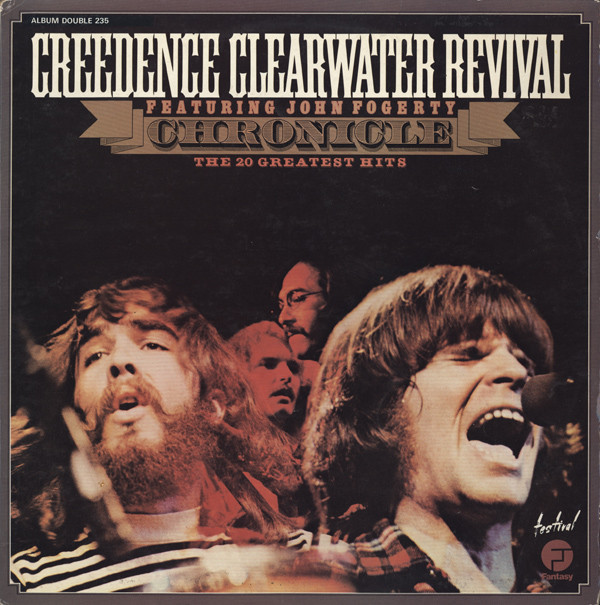 ALBUM DOUBLE 235
CREEDENCE CLEARWATER REVIVAL
FEATURING JOHN FOGERTY
CHRONICLE
THE 20 GREATEST HITS
festival
Fantasy